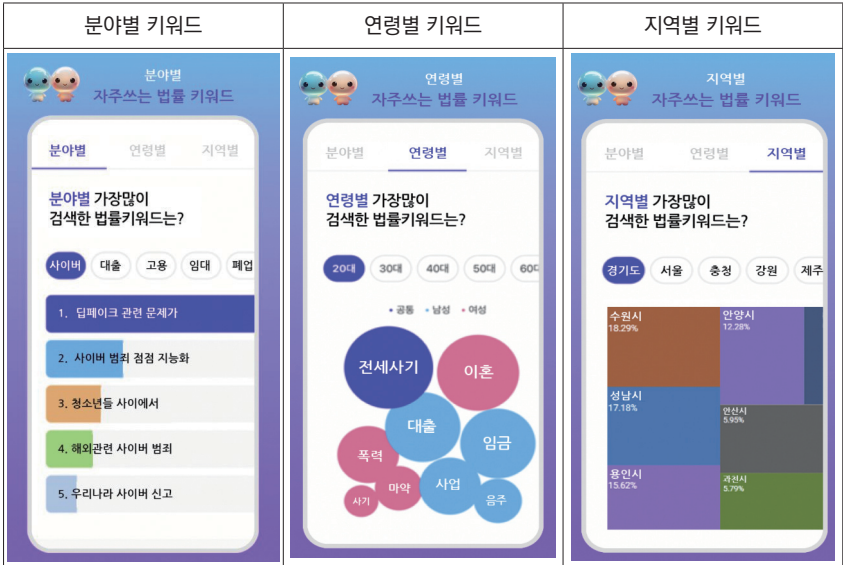 분야별 키워드
연령별 키워드
지역별 키워드
분야별
자주쓰는 법률 키워드
분야별 연령별 지역별
분야별 가장많이
검색한 법률키워드는?
사이버 대출 고용 임대 폐업
1. 딥페이크 관련 문제가
2. 사이버 범죄 점점 지능화
3. 청소년들 사이에서
4. 해외관련 사이버 범죄
5. 우리나라 사이버 신고
연령별
자주쓰는 법률 키워드
분야별 연령별 지역별
연령별 가장많이
검색한 법률키워드는?
20대 30대 40대 50대 60대
• 공통 • 남성 • 여성
전세사기
이혼
대출
임금
폭력
마약
사업
사기
음주
지역별
자주쓰는 법률 키워드
분야별 연령별 지역별
지역별 가장많이
검색한 법률키워드는?
경기도 서울 충청 강원 제주
수원시
18.29%
안양시
12.28%
성남시
17.18%
안산시
5.95%
용인시
15.62%
과천시
5.79%